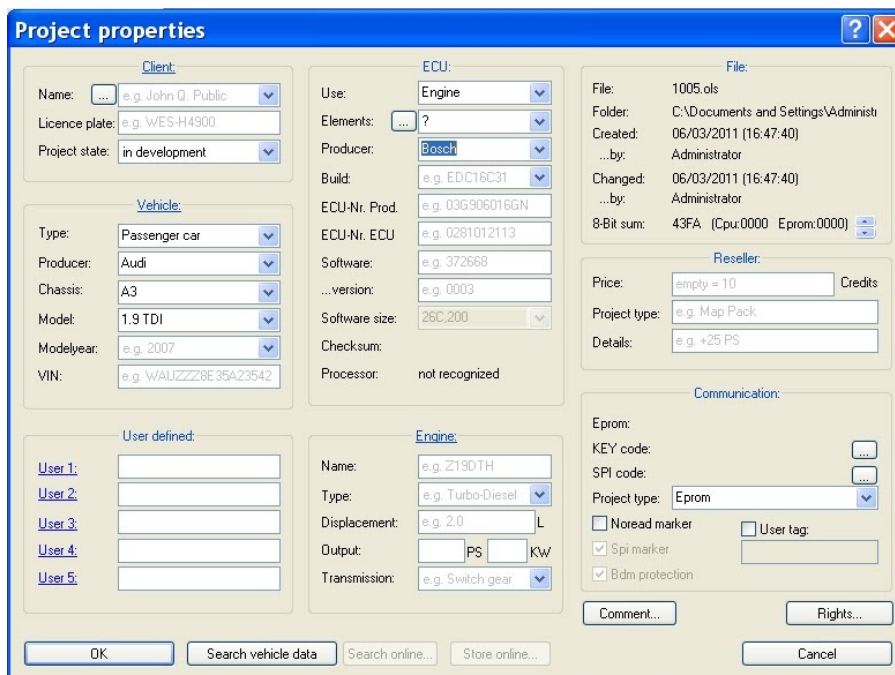 Project properties
Client:
Name: ... e.g. John Q. Public
Licence plate: e.g. WES-H4900
Project state: in development
Vehicle:
Type: Passenger car
Producer: Audi
Chassis: A3
Model: 1.9 TDI
Modelyear: e.g. 2007
VIN: e.g. WAUZZZ8E35A23542
User defined:
User 1:
User 2:
User 3:
User 4:
User 5:
ECU:
Use: Engine
Elements: ... ?
Producer: Bosch
Build: e.g. EDC16C31
ECU-Nr. Prod. e.g. 03G906016GN
ECU-Nr. ECU e.g. 0281012113
Software: e.g. 372668
...version: e.g. 0003
Software size: 26C,200
Checksum:
Processor: not recognized
Engine:
Name: e.g. Z19DTH
Type: e.g. Turbo-Diesel
Displacement: e.g. 2.0 L
Output: PS KW
Transmission: e.g. Switch gear
File:
File: 1005.ols
Folder: C:\Documents and Settings\Administr
Created: 06/03/2011 (16:47:40)
...by: Administrator
Changed: 06/03/2011 (16:47:40)
...by: Administrator
8-Bit sum: 43FA (Cpu:0000 Eprom:0000)
Reseller:
Price: empty = 10 Credits
Project type: e.g. Map Pack
Details: e.g. +25 PS
Communication:
Eprom:
KEY code: ...
SPI code: ...
Project type: Eprom
Noread marker
User tag:
Spi marker
Bdm protection
Comment... Rights...
OK Search vehicle data Search online... Store online... Cancel